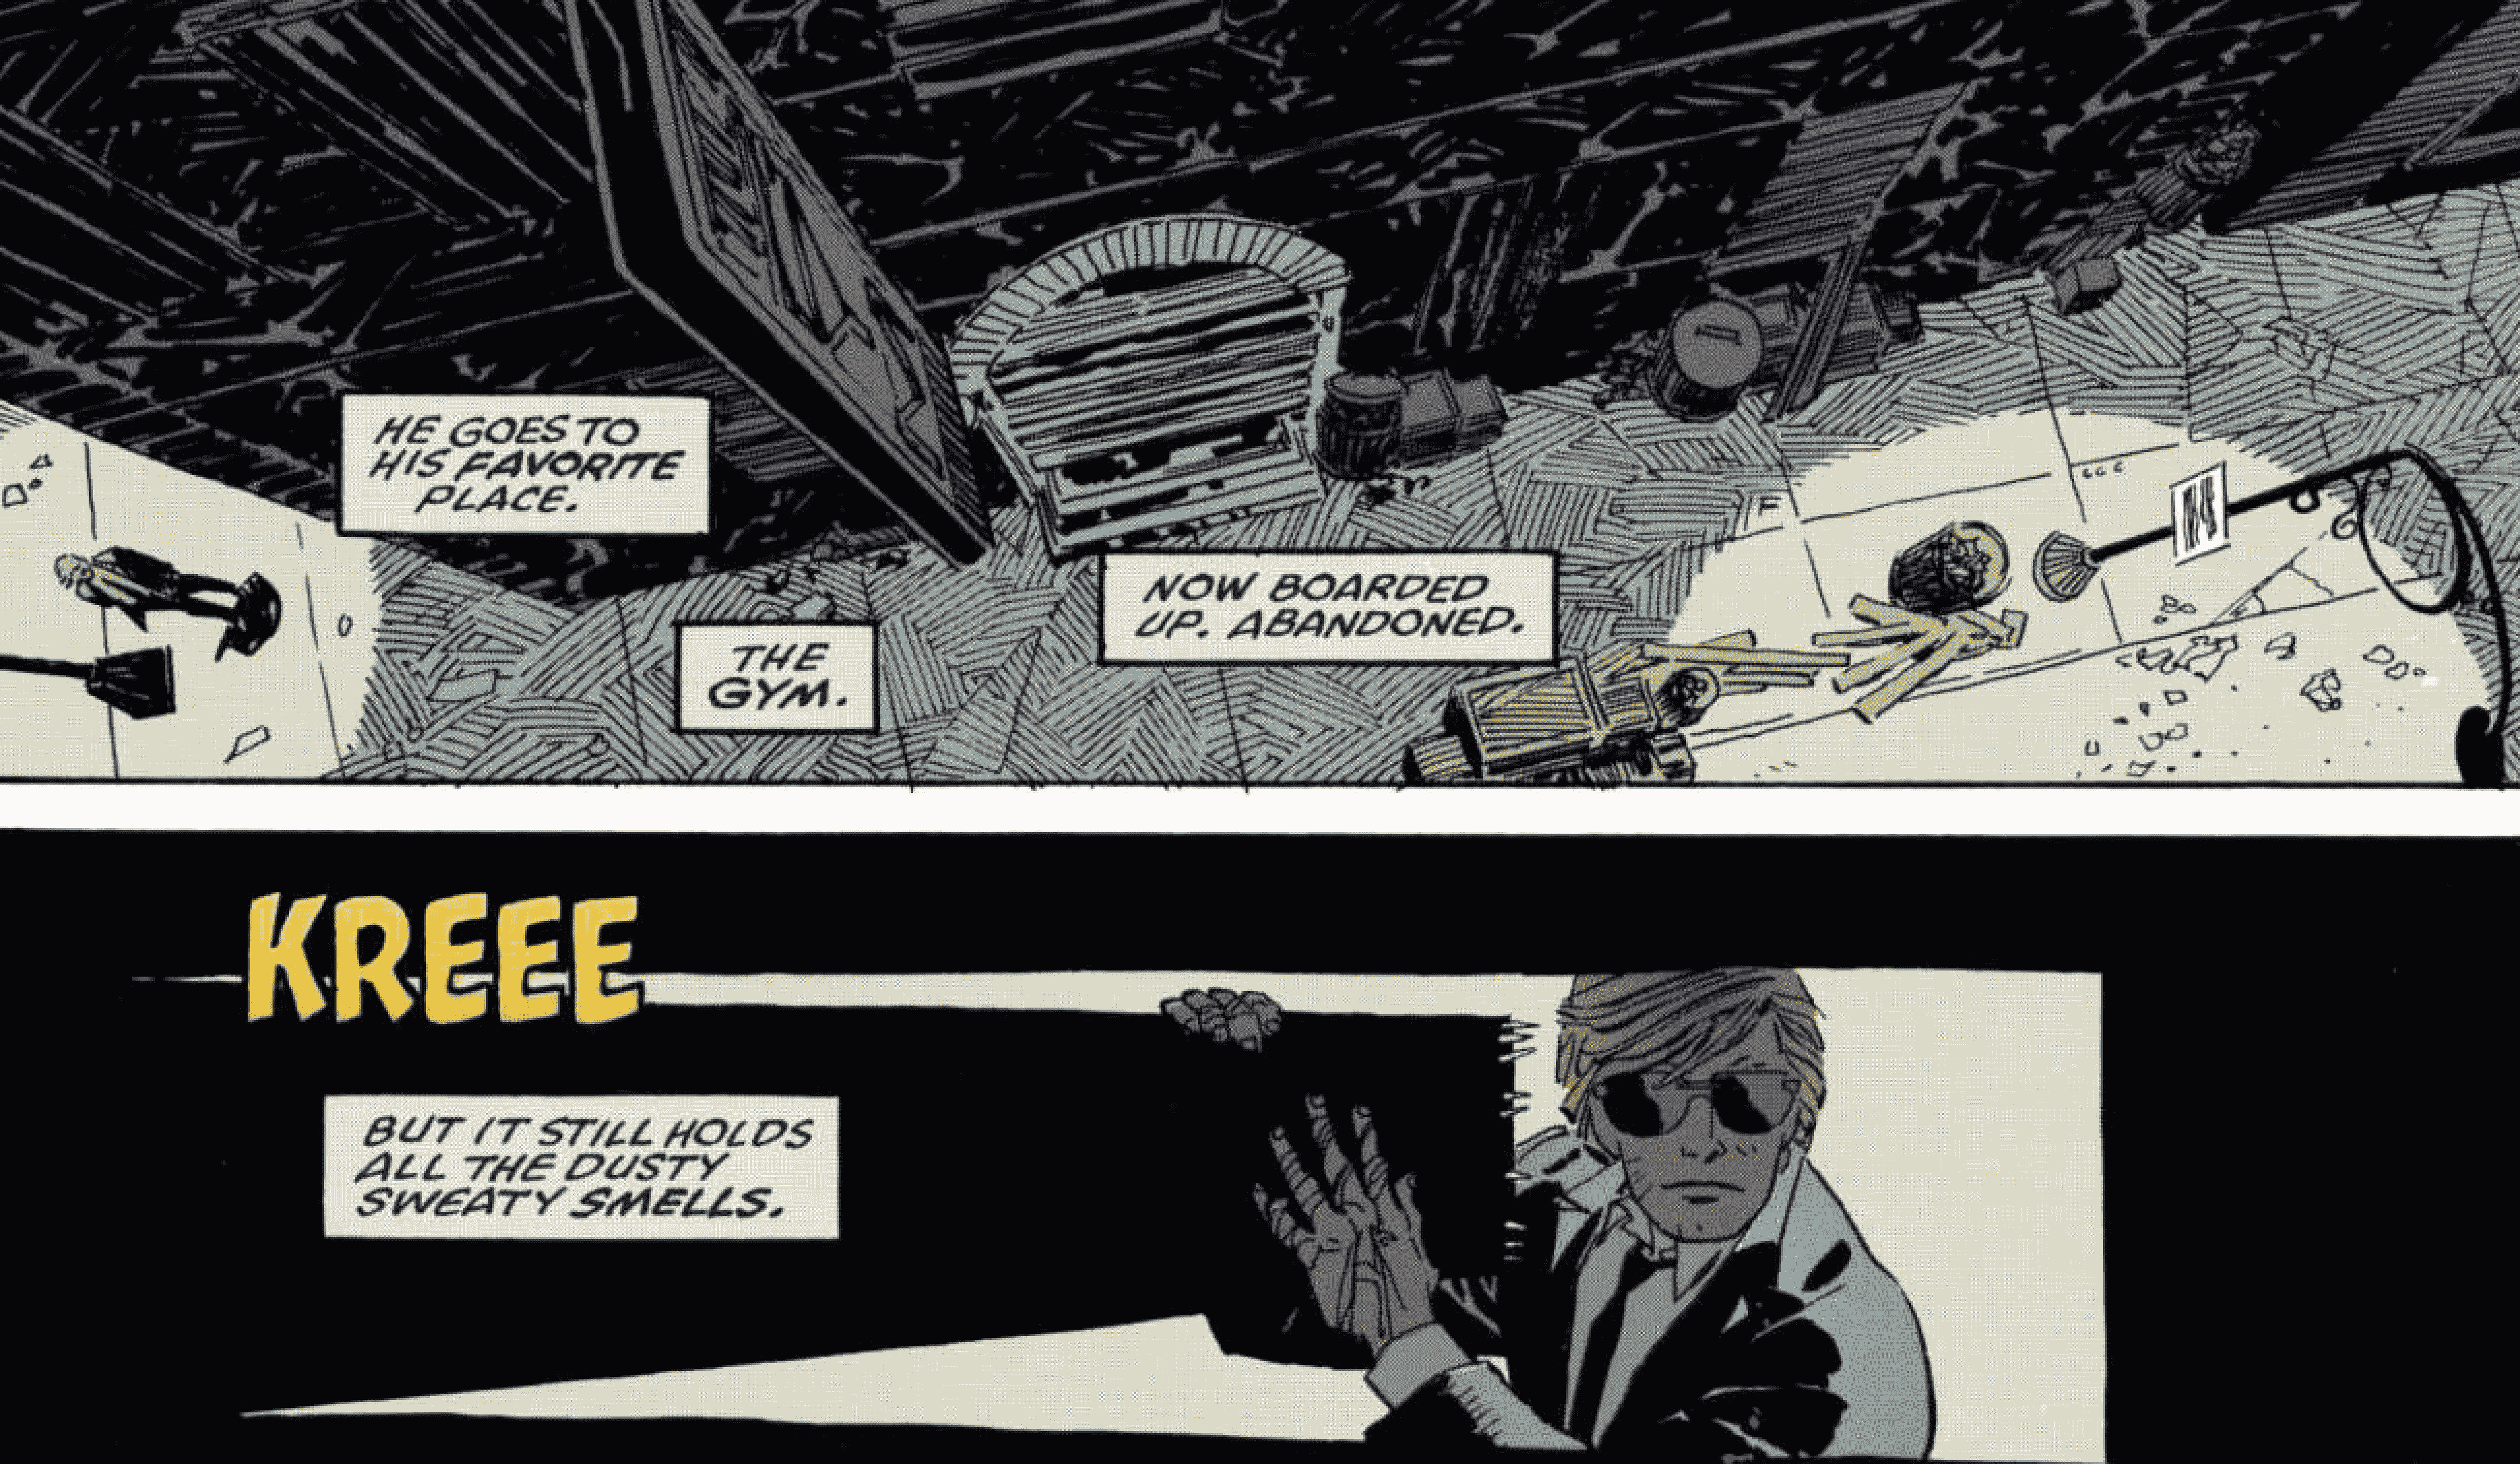 HE GOES TO
HIS FAVORITE
PLACE.
THE
GYM.
NOW BOARDED
UP. ABANDONED.
KREEE
BUT IT STILL HOLDS
ALL THE DUSTY
SWEATY SMELLS.